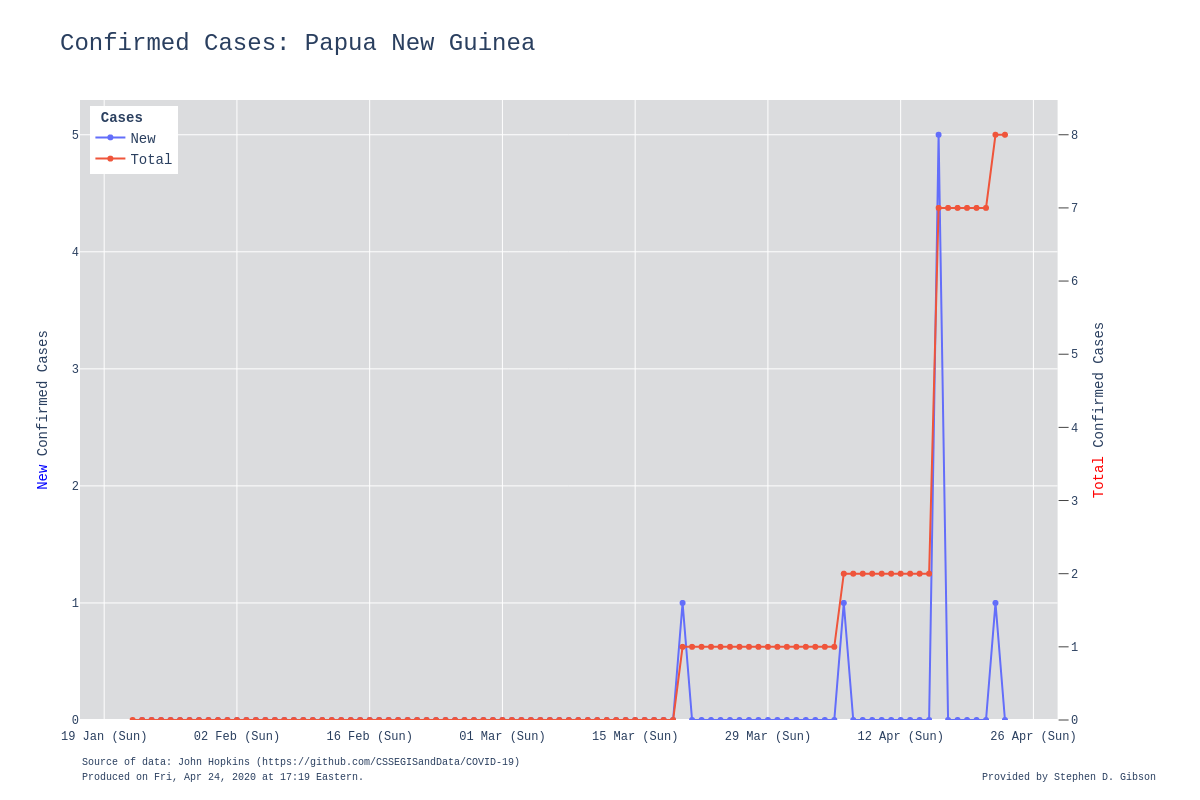 Confirmed Cases: Papua New Guinea
Cases
New
Total
5
4
3
2
1
0
8
7
6
5
4
3
2
1
0
New Confirmed Cases
Total Confirmed Cases
19 Jan (Sun) 02 Feb (Sun) 16 Feb (Sun) 01 Mar (Sun) 15 Mar (Sun) 29 Mar (Sun) 12 Apr (Sun) 26 Apr (Sun)
Source of data: John Hopkins (https://github.com/CSSEGISandData/COVID-19)
Produced on Fri, Apr 24, 2020 at 17:19 Eastern.
Provided by Stephen D. Gibson